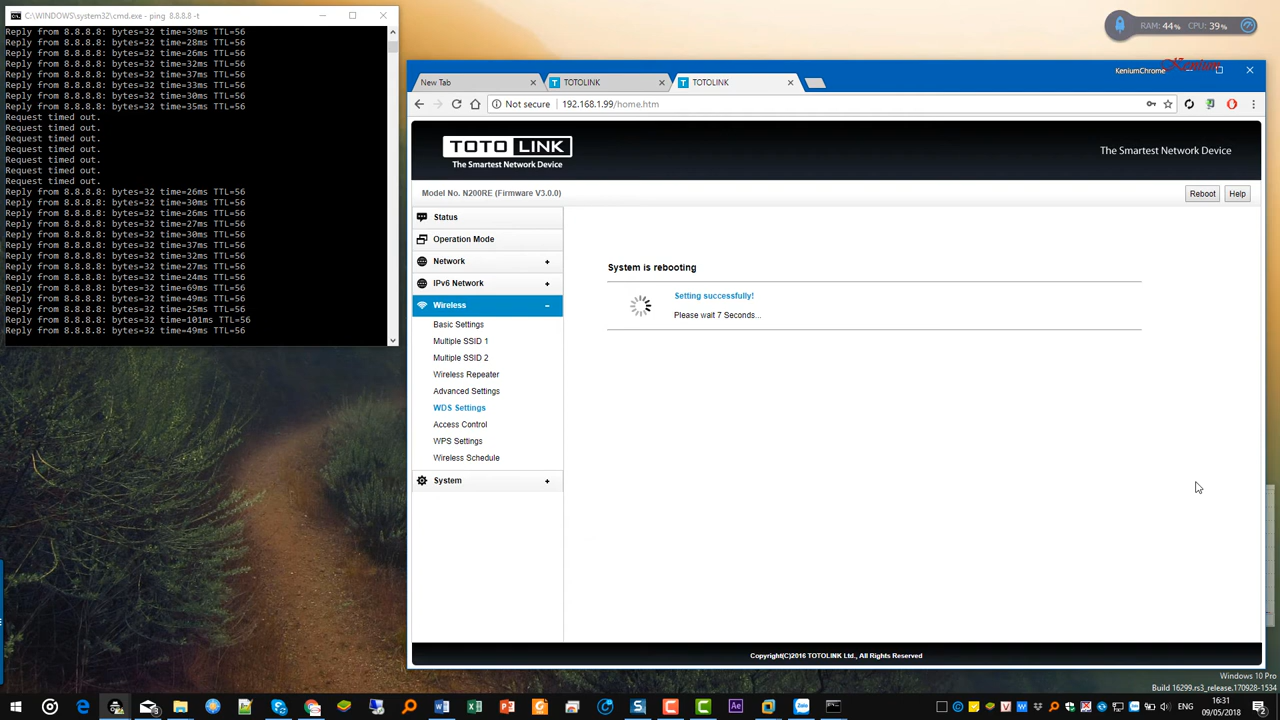 C:\WINDOWS\system32\cmd.exe - ping 8.8.8.8 -t
Reply from 8.8.8.8: bytes=32 time=39ms TTL=56
Reply from 8.8.8.8: bytes=32 time=28ms TTL=56
Reply from 8.8.8.8: bytes=32 time=26ms TTL=56
Reply from 8.8.8.8: bytes=32 time=32ms TTL=56
Reply from 8.8.8.8: bytes=32 time=37ms TTL=56
Reply from 8.8.8.8: bytes=32 time=33ms TTL=56
Reply from 8.8.8.8: bytes=32 time=30ms TTL=56
Reply from 8.8.8.8: bytes=32 time=35ms TTL=56
Request timed out.
Request timed out.
Request timed out.
Request timed out.
Request timed out.
Request timed out.
Request timed out.
Reply from 8.8.8.8: bytes=32 time=26ms TTL=56
Reply from 8.8.8.8: bytes=32 time=30ms TTL=56
Reply from 8.8.8.8: bytes=32 time=26ms TTL=56
Reply from 8.8.8.8: bytes=32 time=27ms TTL=56
Reply from 8.8.8.8: bytes=32 time=30ms TTL=56
Reply from 8.8.8.8: bytes=32 time=37ms TTL=56
Reply from 8.8.8.8: bytes=32 time=32ms TTL=56
Reply from 8.8.8.8: bytes=32 time=27ms TTL=56
Reply from 8.8.8.8: bytes=32 time=24ms TTL=56
Reply from 8.8.8.8: bytes=32 time=69ms TTL=56
Reply from 8.8.8.8: bytes=32 time=49ms TTL=56
Reply from 8.8.8.8: bytes=32 time=25ms TTL=56
Reply from 8.8.8.8: bytes=32 time=101ms TTL=56
Reply from 8.8.8.8: bytes=32 time=49ms TTL=56
RAM: 44% CPU: 39%
Kenium
KeniumChrome
New Tab
TOTOLINK
TOTOLINK
Not secure 192.168.1.99/home.htm
TOTO LINK
The Smartest Network Device
The Smartest Network Device
Model No. N200RE (Firmware V3.0.0)
Reboot
Help
Status
Operation Mode
Network +
IPv6 Network +
Wireless -
Basic Settings
Multiple SSID 1
Multiple SSID 2
Wireless Repeater
Advanced Settings
WDS Settings
Access Control
WPS Settings
Wireless Schedule
System +
System is rebooting
Setting successfully!
Please wait 7 Seconds...
Copyright(C)2016 TOTOLINK Ltd., All Rights Reserved
Windows 10 Pro
Build 16299.rs3_release.170928-1534
16:31
09/05/2018